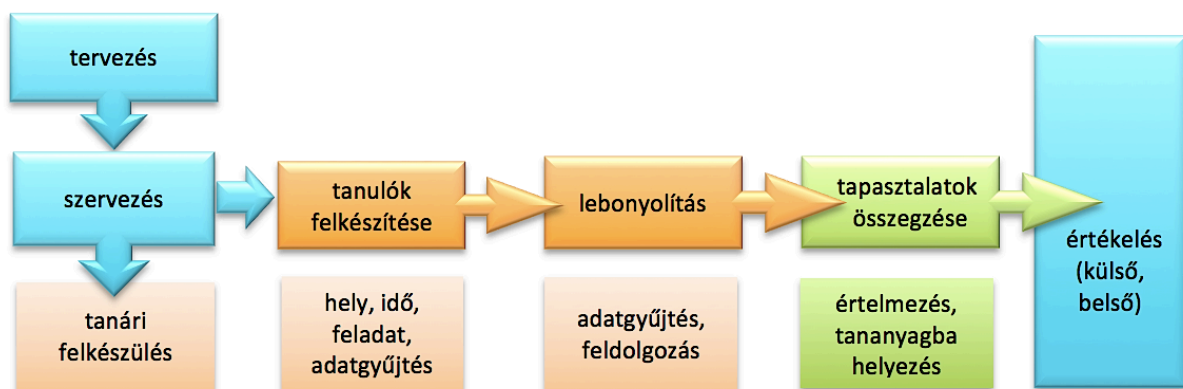 tervezés
szervezés
tanári
felkészülés
tanulók
felkészítése
hely, idő,
feladat,
adatgyűjtés
lebonyolítás
adatgyűjtés,
feldolgozás
tapasztalatok
összegzése
értelmezés,
tananyagba
helyezés
értékelés
(külső,
belső)